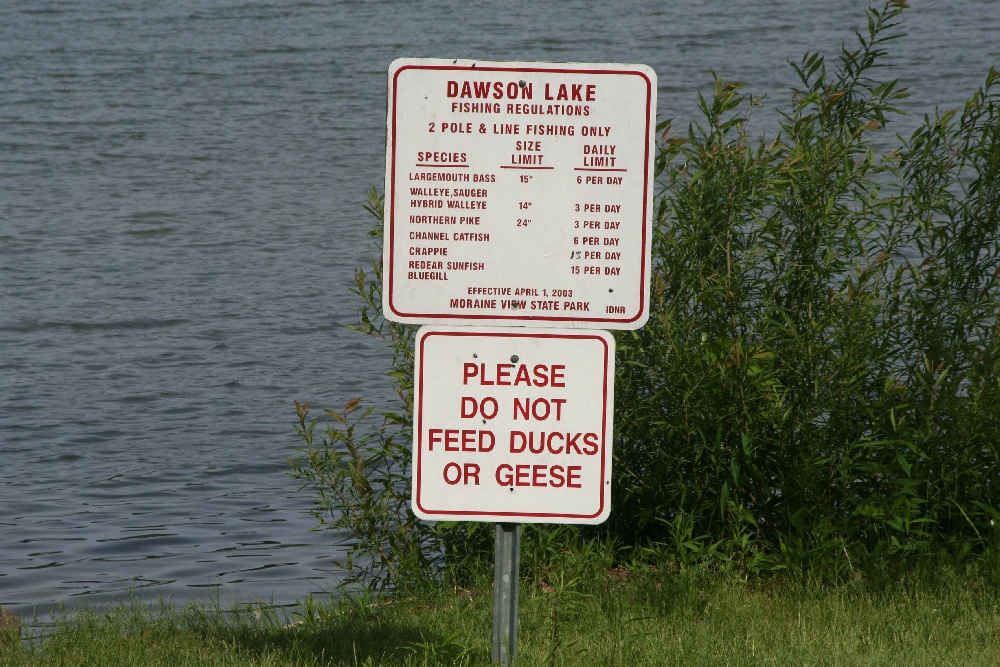 DAWSON LAKE
FISHING REGULATIONS
2 POLE & LINE FISHING ONLY
SPECIES SIZE LIMIT DAILY LIMIT
LARGEMOUTH BASS 15" 6 PER DAY
WALLEYE, SAUGER
HYBRID WALLEYE 14" 3 PER DAY
NORTHERN PIKE 24" 3 PER DAY
CHANNEL CATFISH 6 PER DAY
CRAPPIE 15 PER DAY
REDEAR SUNFISH 15 PER DAY
BLUEGILL
EFFECTIVE APRIL 1, 2003
MORAINE VIEW STATE PARK IDNR
PLEASE
DO NOT
FEED DUCKS
OR GEESE